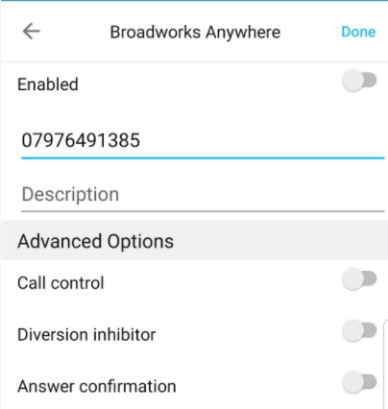 Broadworks Anywhere Done
Enabled
07976491385
Description
Advanced Options
Call control
Diversion inhibitor
Answer confirmation